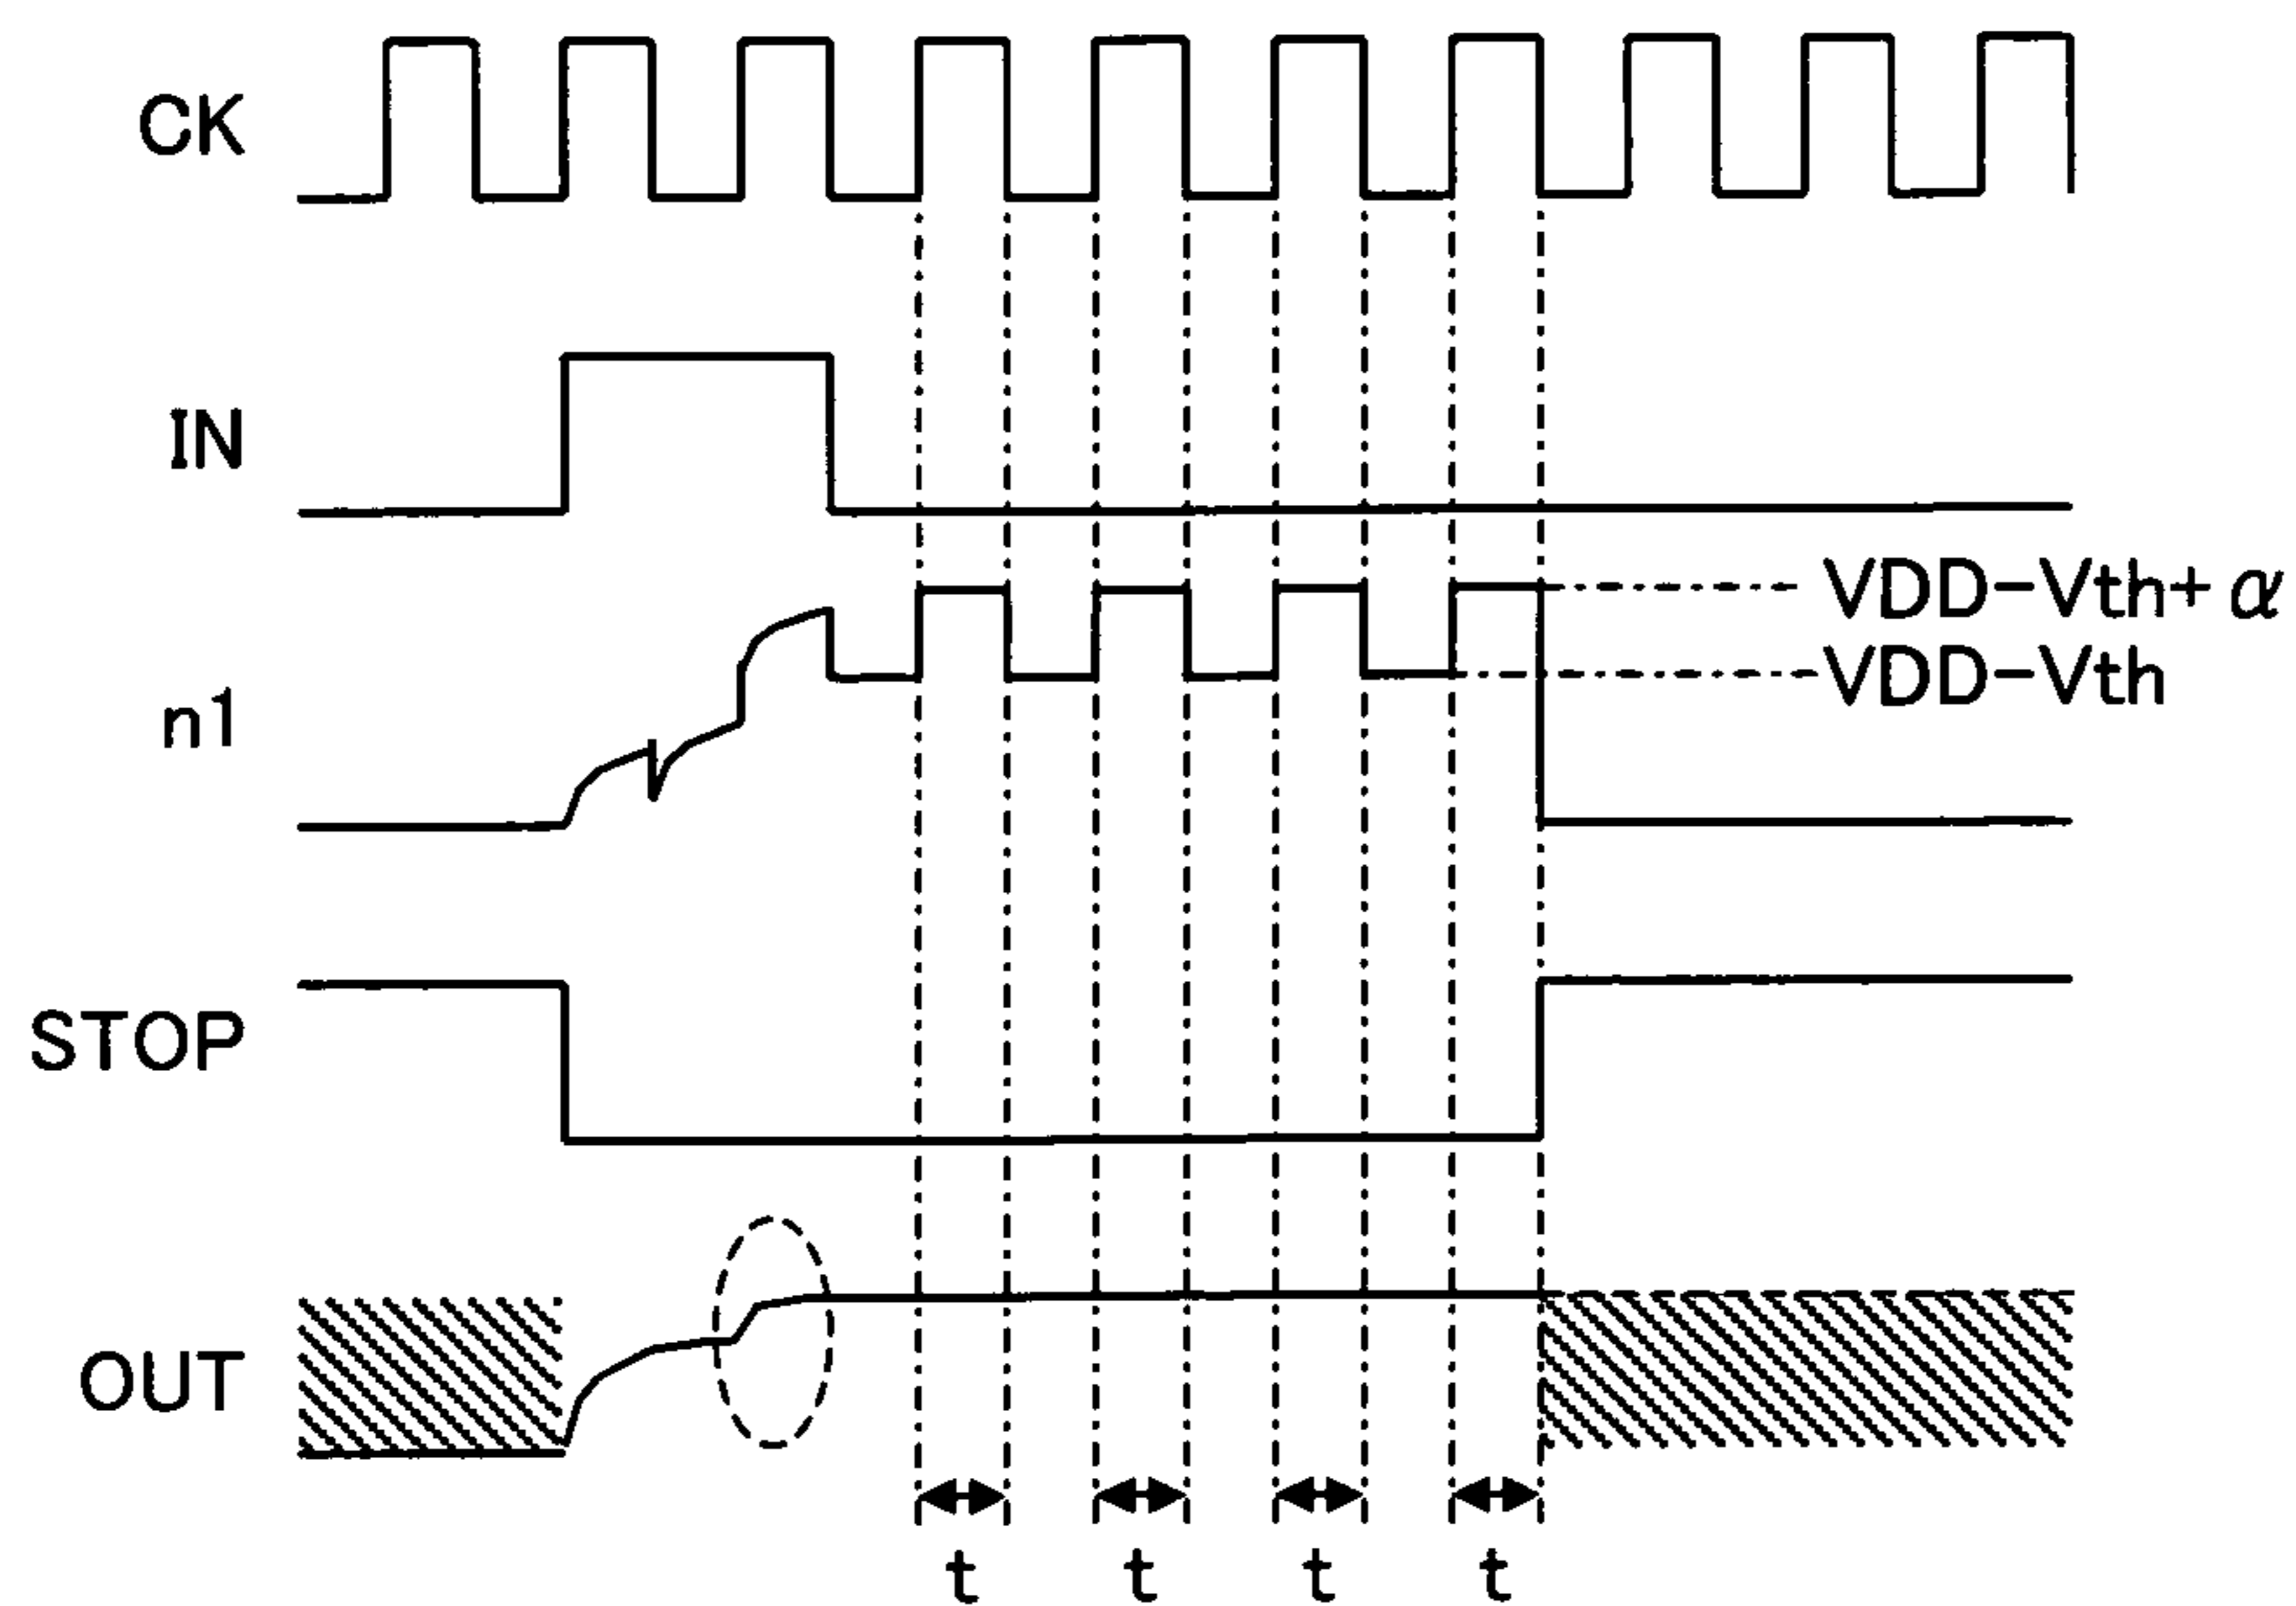 CK
IN
VDD-Vth+α
VDD-Vth
n1
STOP
OUT
t t t t